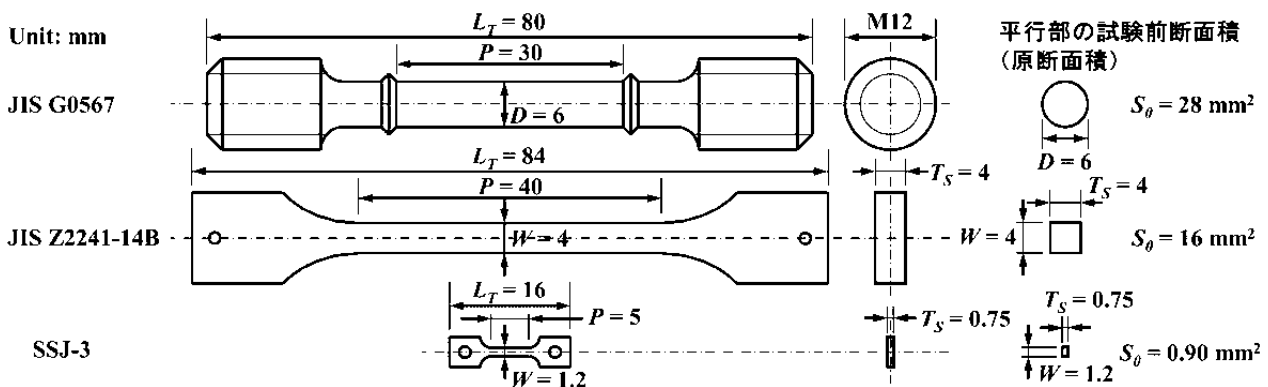 Unit: mm
L_T = 80
M12
平行部の試験前断面積
（原断面積）
P = 30
JIS G0567
D = 6
S_0 = 28 mm²
D = 6
L_T = 84
T_S = 4
P = 40
T_S = 4
JIS Z2241-14B
W = 4
W = 4
S_0 = 16 mm²
L_T = 16
P = 5
T_S = 0.75
T_S = 0.75
SSJ-3
W = 1.2
W = 1.2
S_0 = 0.90 mm²